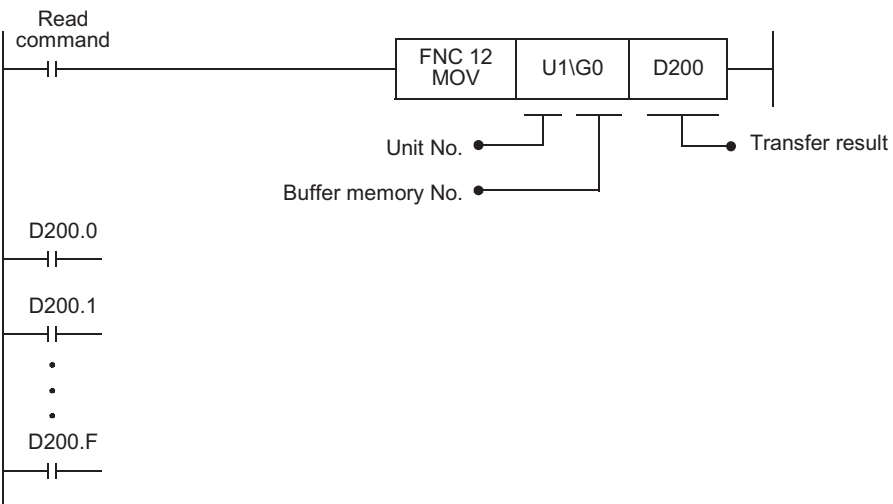 Read
command
FNC 12
MOV
U1\G0
D200
Unit No.
Transfer result
Buffer memory No.
D200.0
D200.1
D200.F